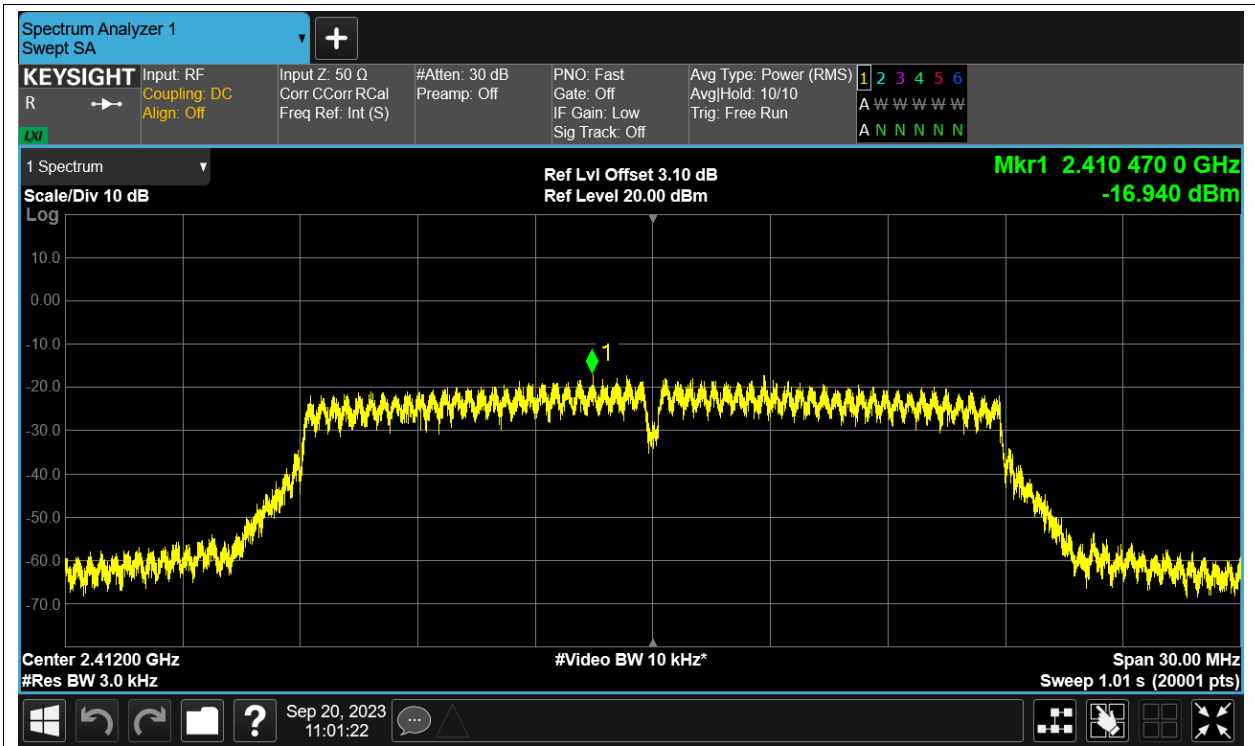 Spectrum Analyzer 1
Swept SA
KEYSIGHT
R
LXI
Input: RF
Coupling: DC
Align: Off
Input Z: 50 Ω
Corr CCorr RCal
Freq Ref: Int (S)
#Atten: 30 dB
Preamp: Off
PNO: Fast
Gate: Off
IF Gain: Low
Sig Track: Off
Avg Type: Power (RMS)
Avg|Hold: 10/10
Trig: Free Run
1 2 3 4 5 6
A W W W W W
A N N N N N
1 Spectrum
Scale/Div 10 dB
Log
Ref Lvl Offset 3.10 dB
Ref Level 20.00 dBm
Mkr1 2.410 470 0 GHz
-16.940 dBm
10.0
0.00
-10.0
1
-20.0
-30.0
-40.0
-50.0
-60.0
-70.0
Center 2.41200 GHz
#Res BW 3.0 kHz
#Video BW 10 kHz*
Span 30.00 MHz
Sweep 1.01 s (20001 pts)
?
Sep 20, 2023
11:01:22